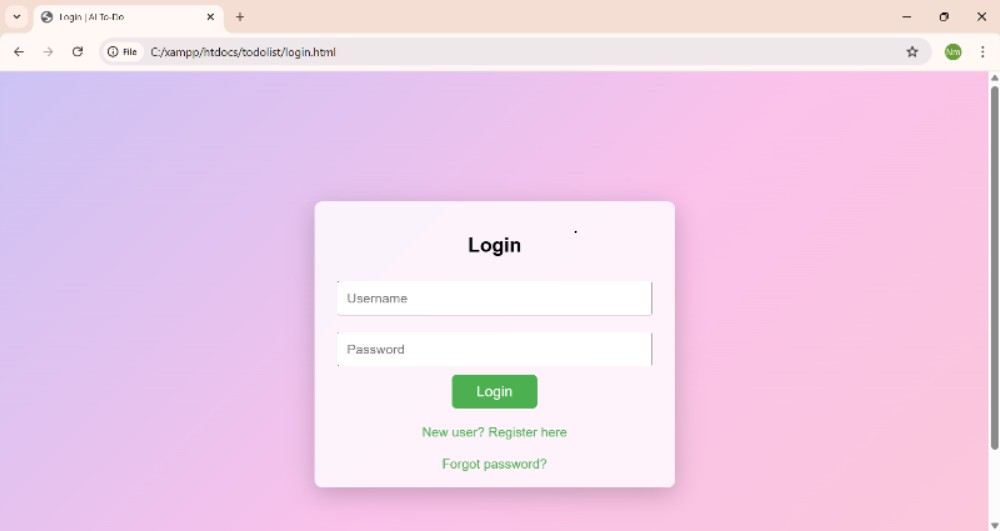 Login | AI To-Do
File C:/xampp/htdocs/todolist/login.html
Nm
Login
Username
Password
Login
New user? Register here
Forgot password?